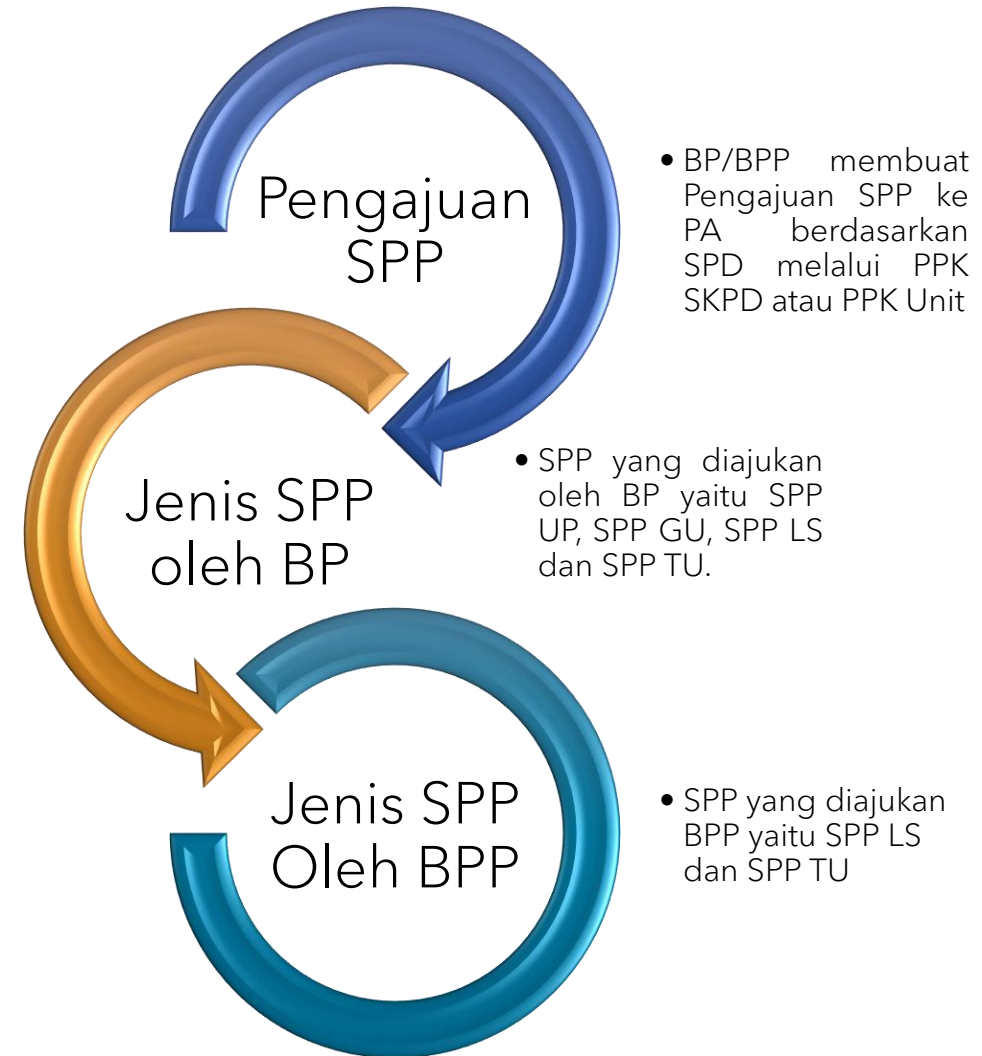 Pengajuan
SPP
• BP/BPP membuat
Pengajuan SPP ke
PA berdasarkan
SPD melalui PPK
SKPD atau PPK Unit
Jenis SPP
oleh BP
• SPP yang diajukan
oleh BP yaitu SPP
UP, SPP GU, SPP LS
dan SPP TU.
Jenis SPP
Oleh BPP
• SPP yang diajukan
BPP yaitu SPP LS
dan SPP TU